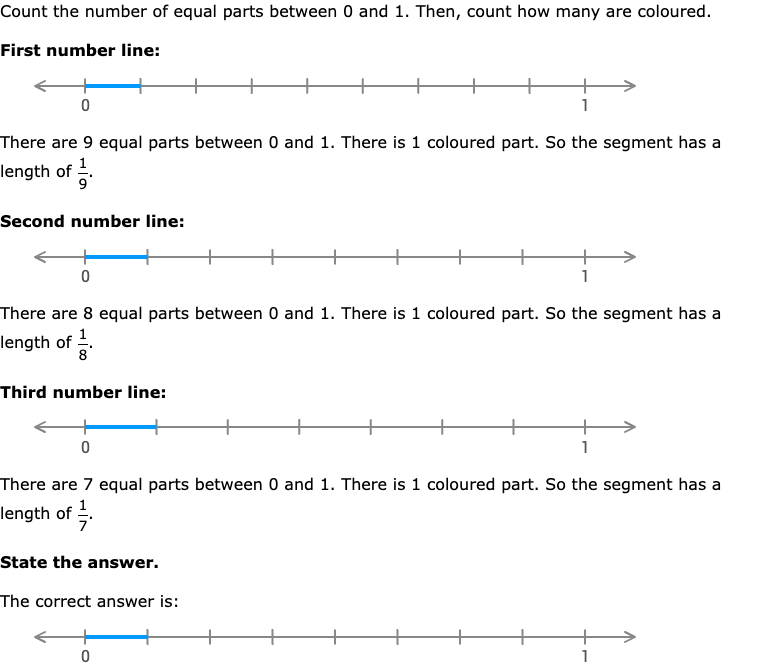 Count the number of equal parts between 0 and 1. Then, count how many are coloured.
First number line:
0 1
There are 9 equal parts between 0 and 1. There is 1 coloured part. So the segment has a
length of 1/9.
Second number line:
0 1
There are 8 equal parts between 0 and 1. There is 1 coloured part. So the segment has a
length of 1/8.
Third number line:
0 1
There are 7 equal parts between 0 and 1. There is 1 coloured part. So the segment has a
length of 1/7.
State the answer.
The correct answer is:
0 1